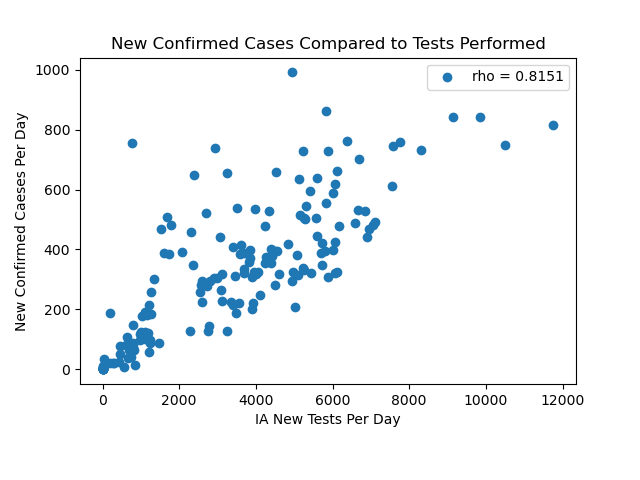 New Confirmed Cases Compared to Tests Performed
rho = 0.8151
1000
800
600
400
200
0
New Confirmed Caeses Per Day
0 2000 4000 6000 8000 10000 12000
IA New Tests Per Day